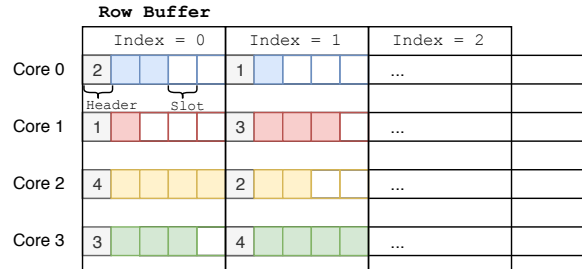 Row Buffer
Index = 0 Index = 1 Index = 2
Core 0 2 1 ...
Header Slot
Core 1 1 3 ...
Core 2 4 2 ...
Core 3 3 4 ...